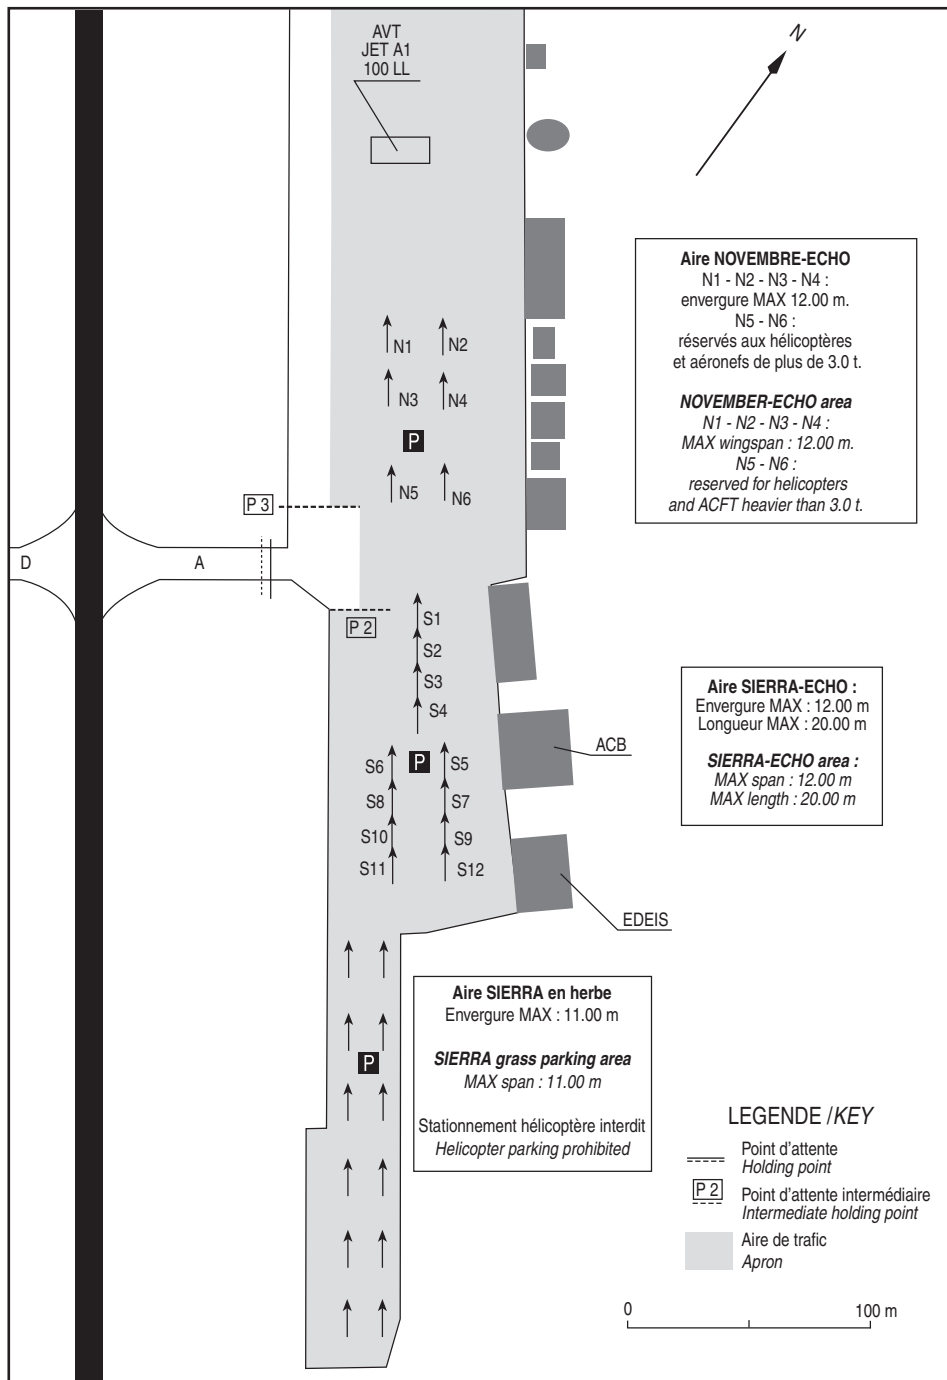 AVT
JET A1
100 LL
N
Aire NOVEMBRE-ECHO
N1 - N2 - N3 - N4 :
envergure MAX 12.00 m.
N5 - N6 :
réservés aux hélicoptères
et aéronefs de plus de 3.0 t.
NOVEMBER-ECHO area
N1 - N2 - N3 - N4 :
MAX wingspan : 12.00 m.
N5 - N6 :
reserved for helicopters
and ACFT heavier than 3.0 t.
N1 N2
N3 N4
P
N5 N6
P 3
D A
P 2
S1
S2
S3
S4
P
S6 S5
S8 S7
S10 S9
S11 S12
ACB
EDEIS
Aire SIERRA-ECHO :
Envergure MAX : 12.00 m
Longueur MAX : 20.00 m
SIERRA-ECHO area :
MAX span : 12.00 m
MAX length : 20.00 m
P
Aire SIERRA en herbe
Envergure MAX : 11.00 m
SIERRA grass parking area
MAX span : 11.00 m
Stationnement hélicoptère interdit
Helicopter parking prohibited
LEGENDE /KEY
Point d'attente
Holding point
P 2
Point d'attente intermédiaire
Intermediate holding point
Aire de trafic
Apron
0 100 m